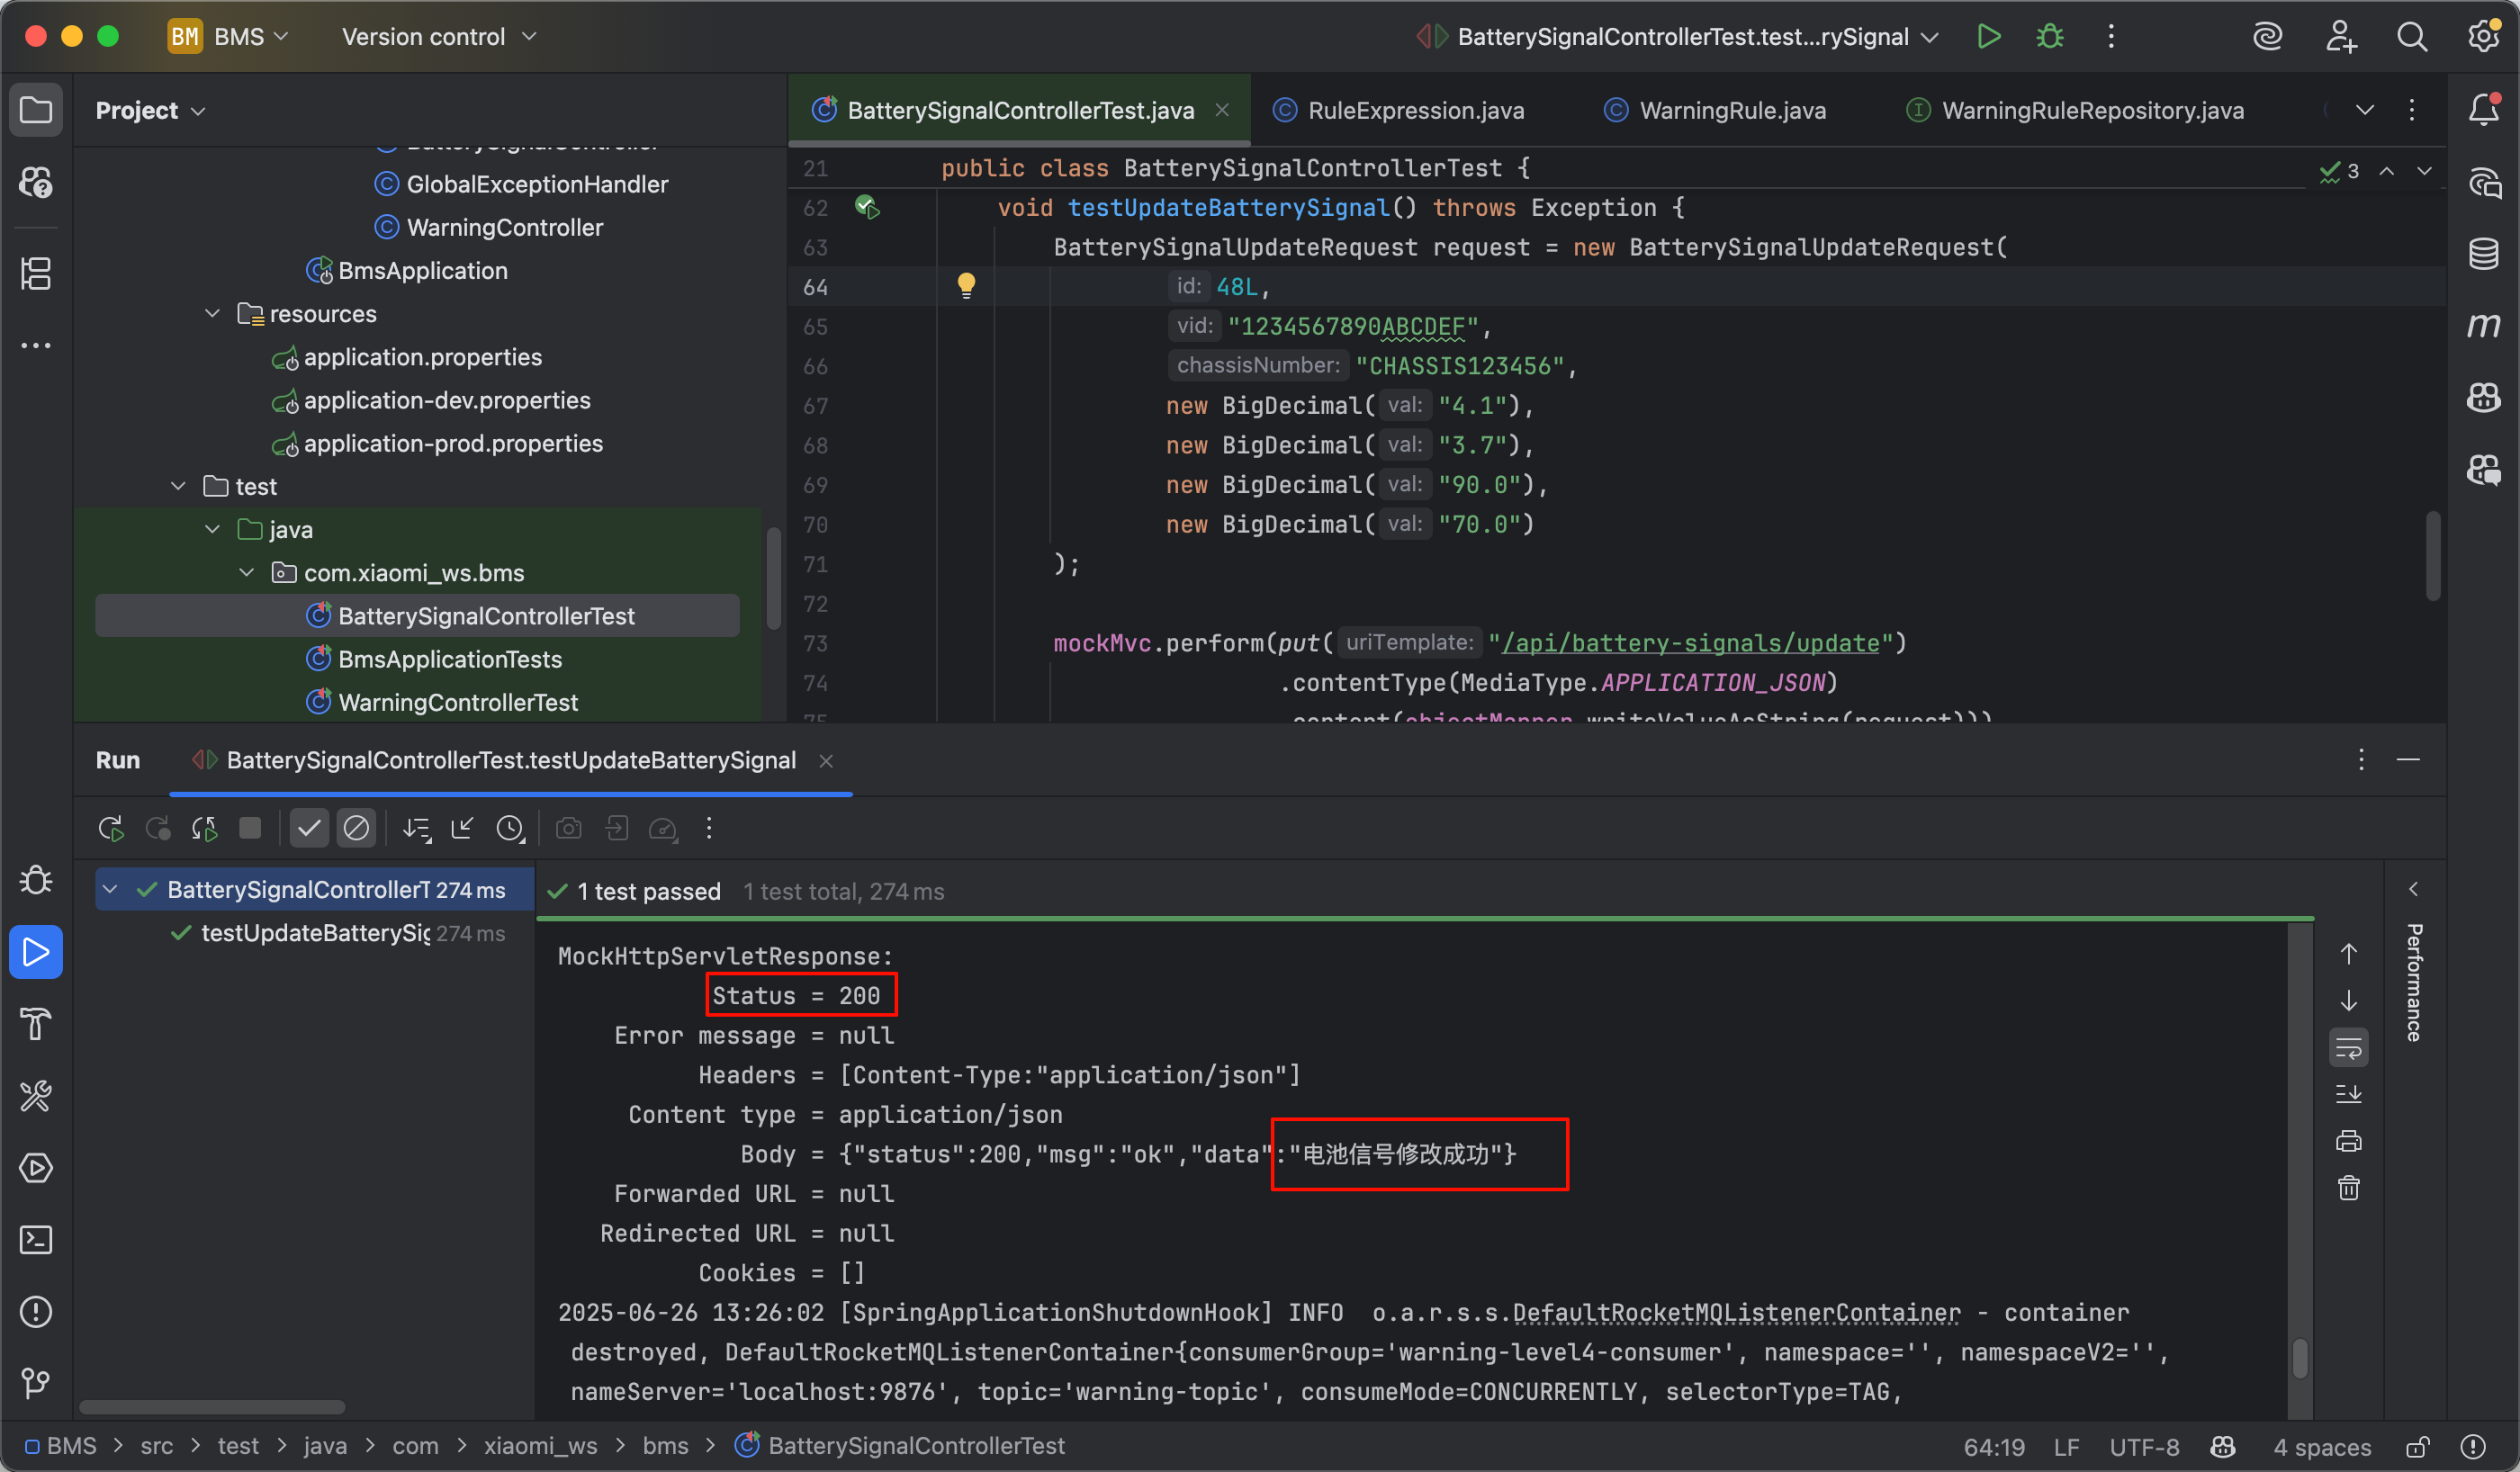 BM BMS Version control BatterySignalControllerTest.test...rySignal
Project
BatterySignalControllerTest.java RuleExpression.java WarningRule.java WarningRuleRepository.java
BatterySignalController
GlobalExceptionHandler
WarningController
BmsApplication
resources
application.properties
application-dev.properties
application-prod.properties
test
java
com.xiaomi_ws.bms
BatterySignalControllerTest
BmsApplicationTests
WarningControllerTest
21 public class BatterySignalControllerTest {
3
62 void testUpdateBatterySignal() throws Exception {
63 BatterySignalUpdateRequest request = new BatterySignalUpdateRequest(
64 id: 48L,
65 vid: "1234567890ABCDEF",
66 chassisNumber: "CHASSIS123456",
67 new BigDecimal( val: "4.1"),
68 new BigDecimal( val: "3.7"),
69 new BigDecimal( val: "90.0"),
70 new BigDecimal( val: "70.0")
71 );
72
73 mockMvc.perform(put( uriTemplate: "/api/battery-signals/update")
74 .contentType(MediaType.APPLICATION_JSON)
75 .content(objectMapper.writeValueAsString(request)))
Run BatterySignalControllerTest.testUpdateBatterySignal
BatterySignalControllerT 274 ms
testUpdateBatterySig 274 ms
1 test passed 1 test total, 274 ms
MockHttpServletResponse:
Status = 200
Error message = null
Headers = [Content-Type:"application/json"]
Content type = application/json
Body = {"status":200,"msg":"ok","data":"电池信号修改成功"}
Forwarded URL = null
Redirected URL = null
Cookies = []
2025-06-26 13:26:02 [SpringApplicationShutdownHook] INFO o.a.r.s.s.DefaultRocketMQListenerContainer - container
destroyed, DefaultRocketMQListenerContainer{consumerGroup='warning-level4-consumer', namespace='', namespaceV2='',
nameServer='localhost:9876', topic='warning-topic', consumeMode=CONCURRENTLY, selectorType=TAG,
Performance
BMS > src > test > java > com > xiaomi_ws > bms > BatterySignalControllerTest
64:19 LF UTF-8 4 spaces